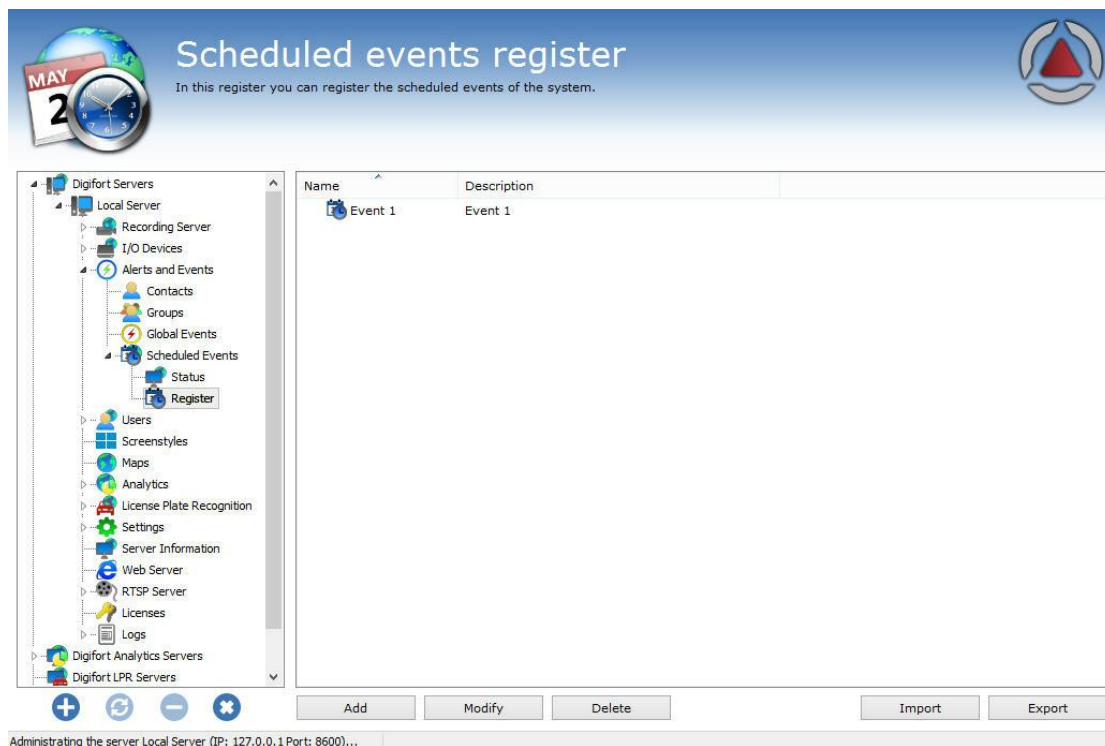 Scheduled events register
In this register you can register the scheduled events of the system.
MAY
2
Digifort Servers
Local Server
Recording Server
I/O Devices
Alerts and Events
Contacts
Groups
Global Events
Scheduled Events
Status
Register
Users
Screenstyles
Maps
Analytics
License Plate Recognition
Settings
Server Information
Web Server
RTSP Server
Licenses
Logs
Digifort Analytics Servers
Digifort LPR Servers
Name Description
Event 1 Event 1
Add Modify Delete Import Export
Administrating the server Local Server (IP: 127.0.0.1 Port: 8600)...